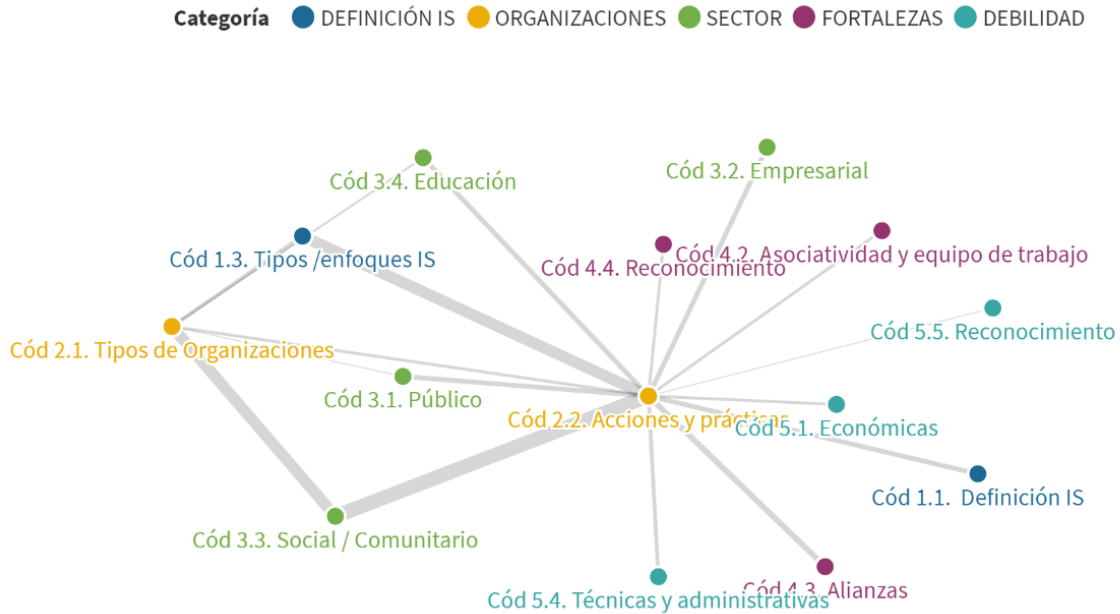 Categoría DEFINICIÓN IS ORGANIZACIONES SECTOR FORTALEZAS DEBILIDAD
Cód 3.2. Empresarial
Cód 3.4. Educación
Cód 4.2. Asociatividad y equipo de trabajo
Cód 1.3. Tipos /enfoques IS
Cód 4.4. Reconocimiento
Cód 5.5. Reconocimiento
Cód 2.1. Tipos de Organizaciones
Cód 3.1. Público
Cód 2.2. Acciones y prácticas
Cód 5.1. Económicas
Cód 1.1. Definición IS
Cód 3.3. Social / Comunitario
Cód 4.3. Alianzas
Cód 5.4. Técnicas y administrativas